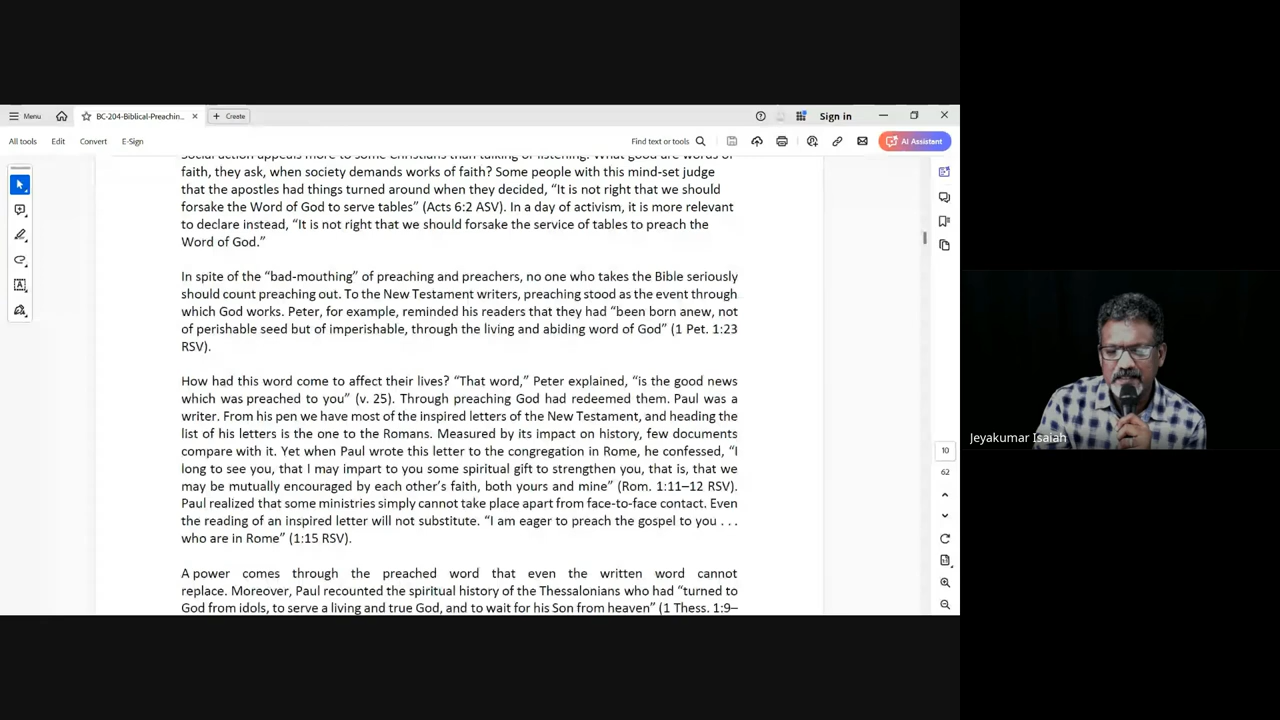 Menu
BC-204-Biblical-Preachin...
Create
Sign in
All tools
Edit
Convert
E-Sign
Find text or tools
AI Assistant
Social action appeals more to some Christians than talking or listening. What good are words of
faith, they ask, when society demands works of faith? Some people with this mind-set judge
that the apostles had things turned around when they decided, “It is not right that we should
forsake the Word of God to serve tables” (Acts 6:2 ASV). In a day of activism, it is more relevant
to declare instead, “It is not right that we should forsake the service of tables to preach the
Word of God.”
In spite of the “bad-mouthing” of preaching and preachers, no one who takes the Bible seriously
should count preaching out. To the New Testament writers, preaching stood as the event through
which God works. Peter, for example, reminded his readers that they had “been born anew, not
of perishable seed but of imperishable, through the living and abiding word of God” (1 Pet. 1:23
RSV).
How had this word come to affect their lives? “That word,” Peter explained, “is the good news
which was preached to you” (v. 25). Through preaching God had redeemed them. Paul was a
writer. From his pen we have most of the inspired letters of the New Testament, and heading the
list of his letters is the one to the Romans. Measured by its impact on history, few documents
compare with it. Yet when Paul wrote this letter to the congregation in Rome, he confessed, “I
long to see you, that I may impart to you some spiritual gift to strengthen you, that is, that we
may be mutually encouraged by each other’s faith, both yours and mine” (Rom. 1:11–12 RSV).
Paul realized that some ministries simply cannot take place apart from face-to-face contact. Even
the reading of an inspired letter will not substitute. “I am eager to preach the gospel to you . . .
who are in Rome” (1:15 RSV).
A power comes through the preached word that even the written word cannot
replace. Moreover, Paul recounted the spiritual history of the Thessalonians who had “turned to
God from idols, to serve a living and true God, and to wait for his Son from heaven” (1 Thess. 1:9–
10
62
Jeyakumar Isaiah